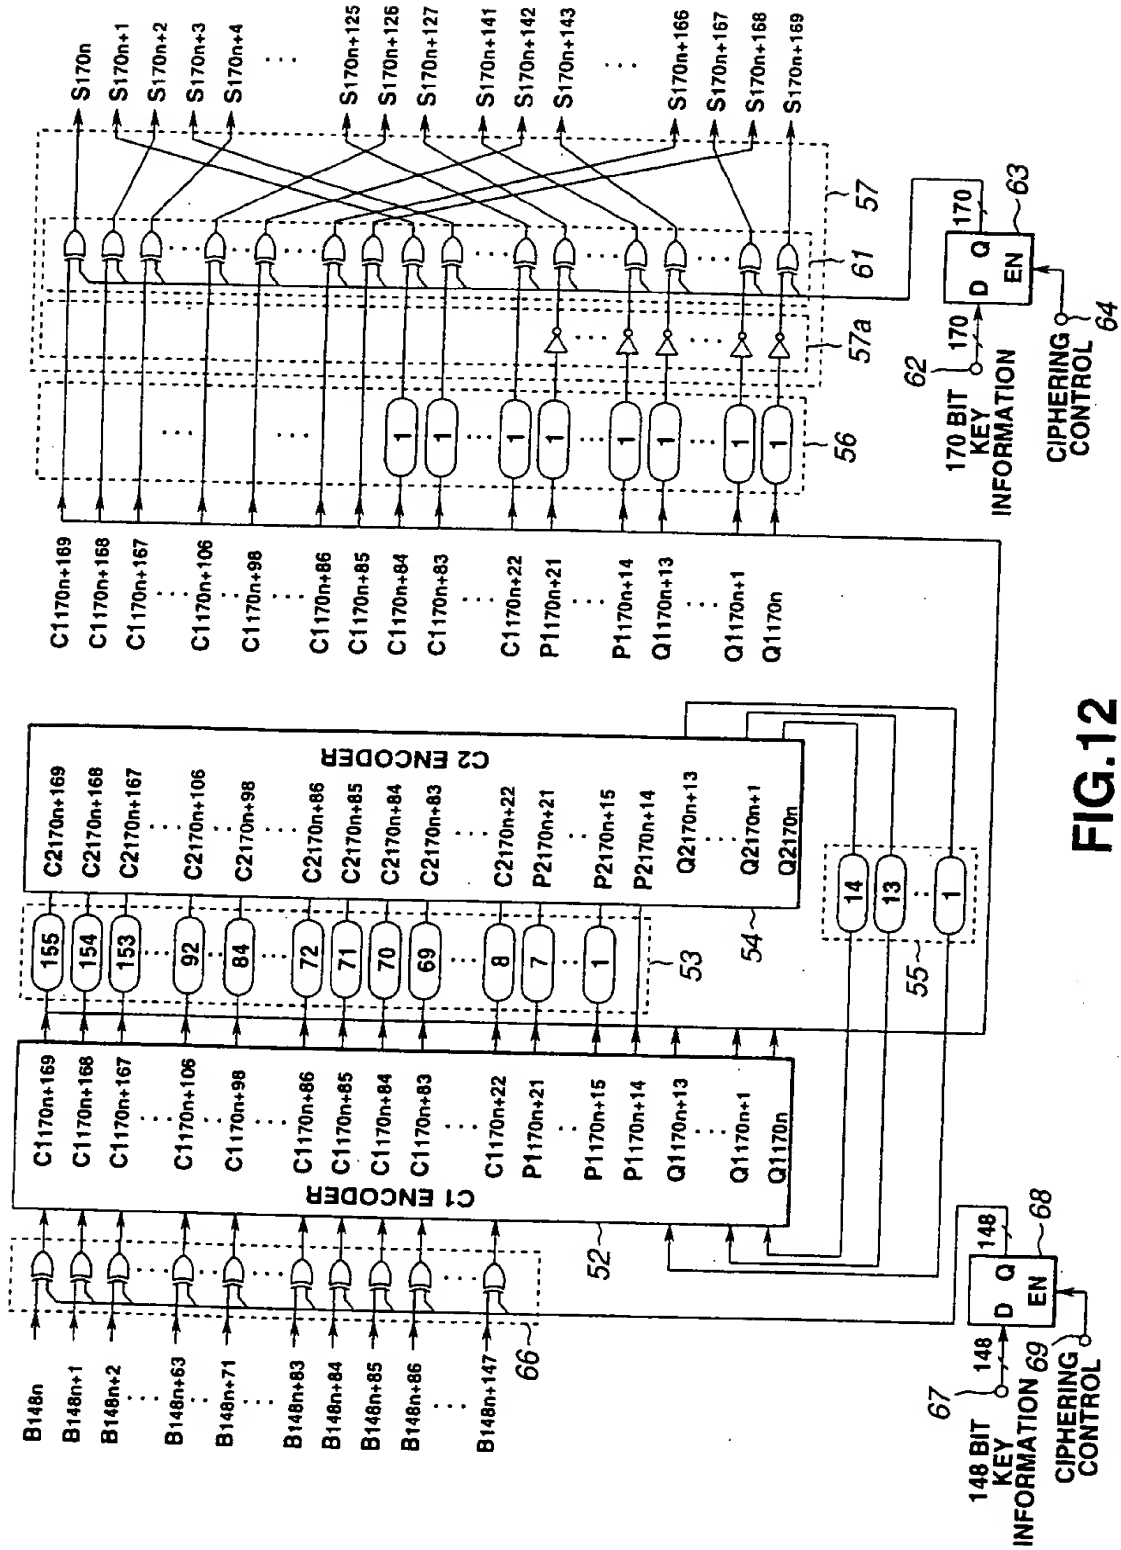 B148n
B148n+1
B148n+2
B148n+63
B148n+71
B148n+83
B148n+84
B148n+85
B148n+86
B148n+147
66
67
148 BIT
KEY
INFORMATION
148
D Q
EN
148
68
69
CIPHERING
CONTROL
C1 ENCODER
52
C1170n+169
C1170n+168
C1170n+167
C1170n+106
C1170n+98
C1170n+86
C1170n+85
C1170n+84
C1170n+83
C1170n+22
P1170n+21
P1170n+15
P1170n+14
Q1170n+13
Q1170n+1
Q1170n
155
154
153
92
84
72
71
70
69
8
7
1
53
C2170n+169
C2170n+168
C2170n+167
C2170n+106
C2170n+98
C2170n+86
C2170n+85
C2170n+84
C2170n+83
C2170n+22
P2170n+21
P2170n+15
P2170n+14
Q2170n+13
Q2170n+1
Q2170n
C2 ENCODER
54
14
13
1
55
C1170n+169
C1170n+168
C1170n+167
C1170n+106
C1170n+98
C1170n+86
C1170n+85
C1170n+84
C1170n+83
C1170n+22
P1170n+21
P1170n+14
Q1170n+13
Q1170n+1
Q1170n
1
1
1
1
1
1
1
1
56
57a
61
57
62
170 BIT
KEY
INFORMATION
170
D Q
EN
170
63
64
CIPHERING
CONTROL
S170n
S170n+1
S170n+2
S170n+3
S170n+4
S170n+125
S170n+126
S170n+127
S170n+141
S170n+142
S170n+143
S170n+166
S170n+167
S170n+168
S170n+169
FIG.12